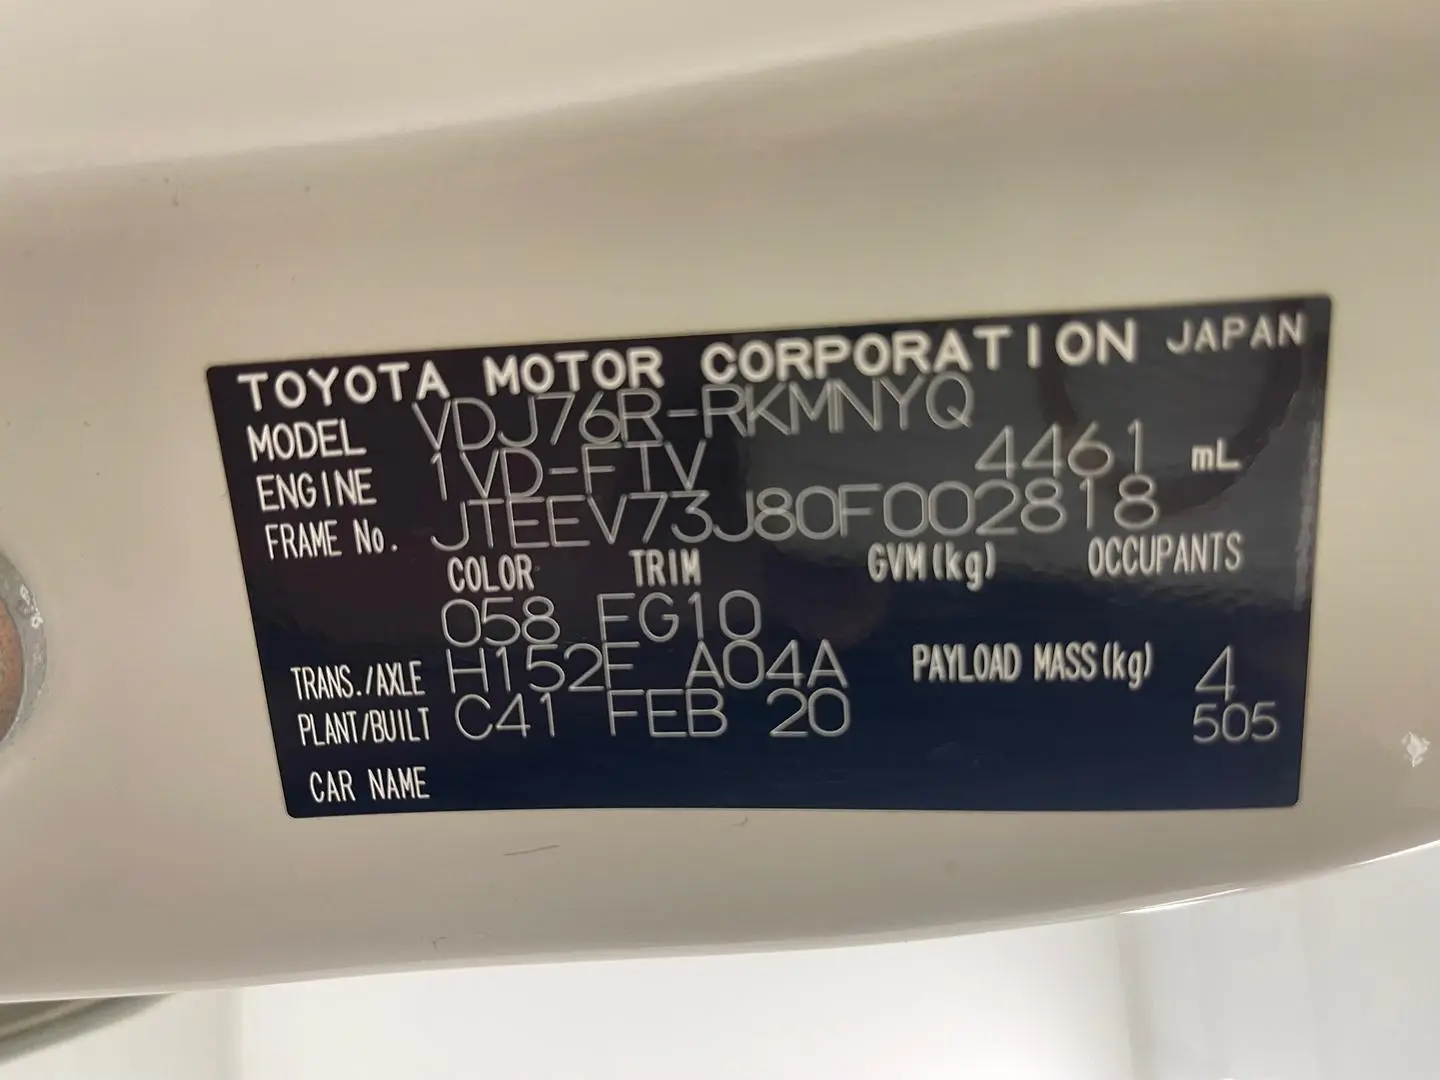 TOYOTA MOTOR CORPORATION JAPAN
MODEL VDJ76R-RKMNYQ
ENGINE 1VD-FTV 4461 mL
FRAME No. JTEEV73J80F002818
COLOR TRIM GVM(kg) OCCUPANTS
058 FG10
TRANS./AXLE H152F A04A PAYLOAD MASS(kg) 4
PLANT/BUILT C41 FEB 20 505
CAR NAME